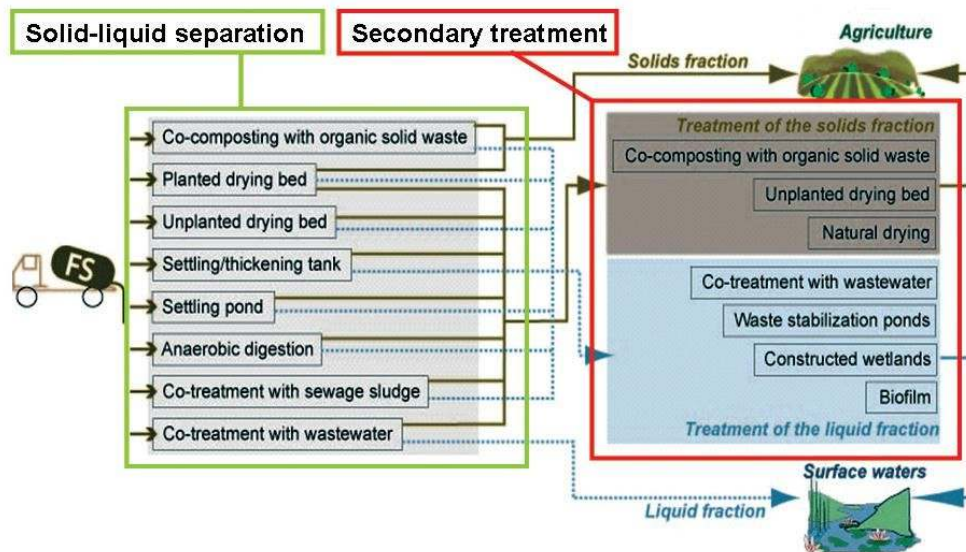 Solid-liquid separation
Secondary treatment
Agriculture
Solids fraction
Co-composting with organic solid waste
Planted drying bed
Unplanted drying bed
Settling/thickening tank
FS
Settling pond
Anaerobic digestion
Co-treatment with sewage sludge
Co-treatment with wastewater
Treatment of the solids fraction
Co-composting with organic solid waste
Unplanted drying bed
Natural drying
Co-treatment with wastewater
Waste stabilization ponds
Constructed wetlands
Biofilm
Treatment of the liquid fraction
Surface waters
Liquid fraction